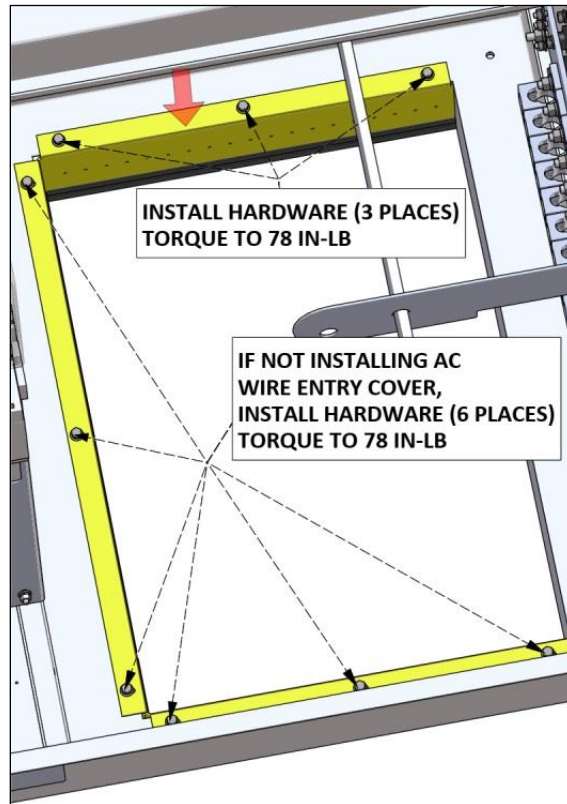 INSTALL HARDWARE (3 PLACES)
TORQUE TO 78 IN-LB
IF NOT INSTALLING AC
WIRE ENTRY COVER,
INSTALL HARDWARE (6 PLACES)
TORQUE TO 78 IN-LB